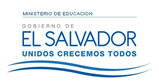 MINISTERIO DE EDUCACION
GOBIERNO DE
EL SALVADOR
UNIDOS CRECEMOS TODOS